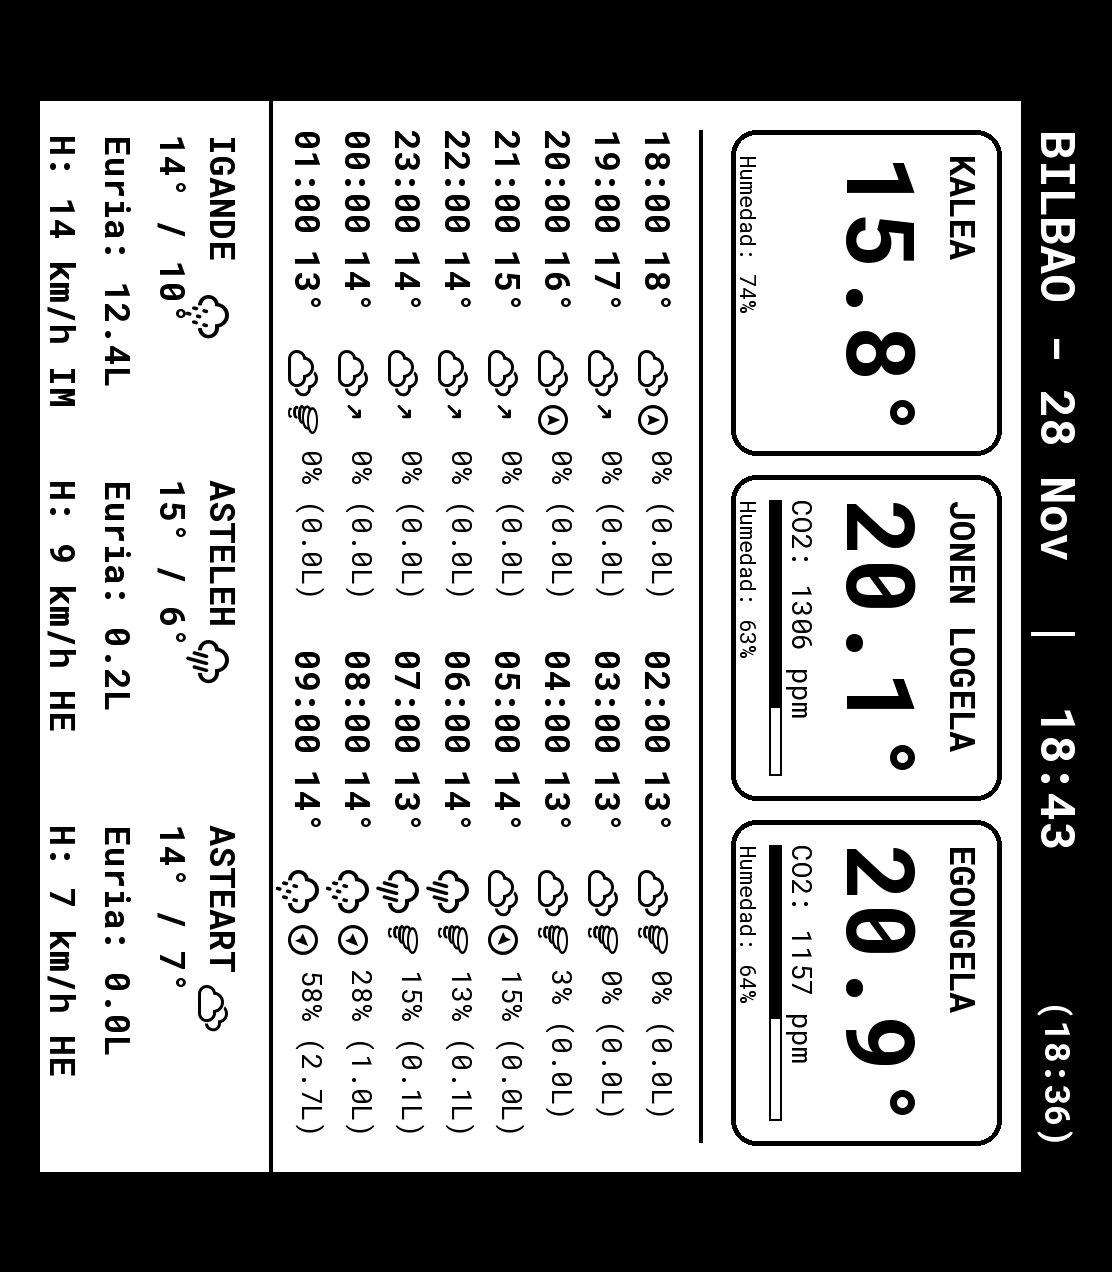 BILBAO - 28 Nov | 18:43 (18:36)
KALEA
15.8°
Humedad: 74%
JONEN LOGELA
20.1°
CO2: 1306 ppm
Humedad: 63%
EGONGELA
20.9°
CO2: 1157 ppm
Humedad: 64%
18:00 18° 0% (0.0L)
19:00 17° 0% (0.0L)
20:00 16° 0% (0.0L)
21:00 15° 0% (0.0L)
22:00 14° 0% (0.0L)
23:00 14° 0% (0.0L)
00:00 14° 0% (0.0L)
01:00 13° 0% (0.0L)
02:00 13° 0% (0.0L)
03:00 13° 0% (0.0L)
04:00 13° 3% (0.0L)
05:00 14° 15% (0.0L)
06:00 14° 13% (0.1L)
07:00 13° 15% (0.1L)
08:00 14° 28% (1.0L)
09:00 14° 58% (2.7L)
IGANDE
14° / 10°
Euria: 12.4L
H: 14 km/h IM
ASTELEH
15° / 6°
Euria: 0.2L
H: 9 km/h HE
ASTEART
14° / 7°
Euria: 0.0L
H: 7 km/h HE